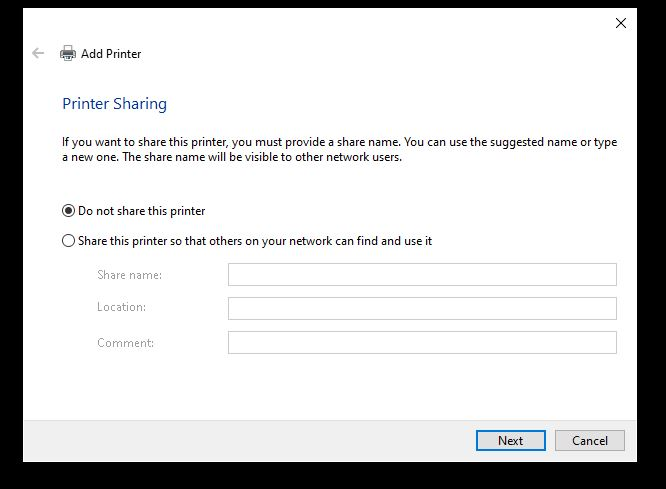 Add Printer
Printer Sharing
If you want to share this printer, you must provide a share name. You can use the suggested name or type
a new one. The share name will be visible to other network users.
Do not share this printer
Share this printer so that others on your network can find and use it
Share name:
Location:
Comment:
Next
Cancel